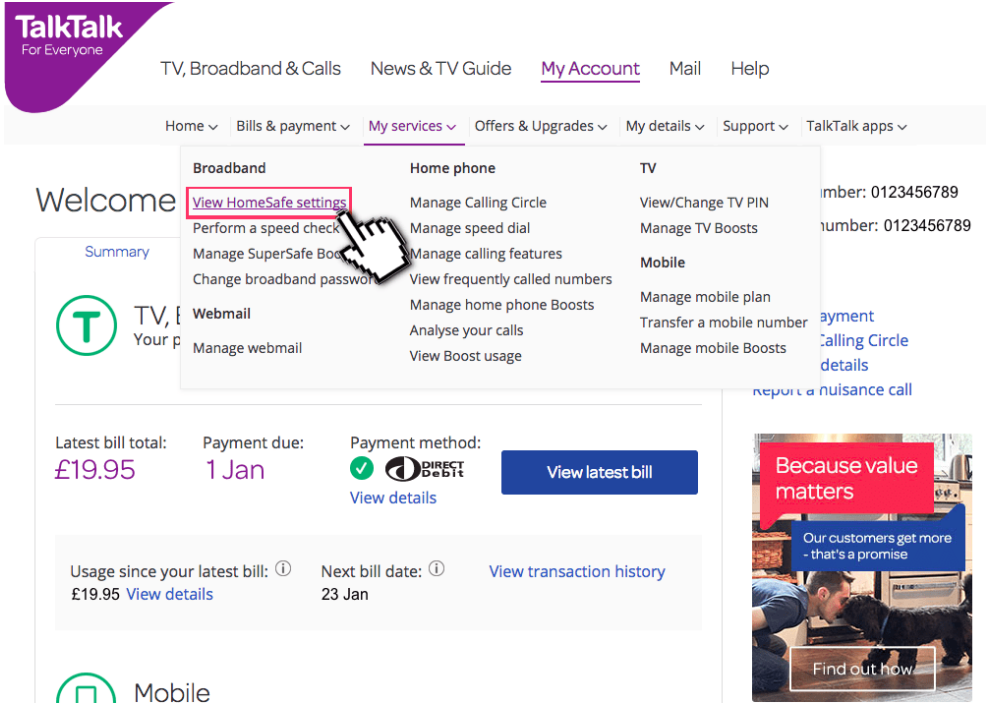 TalkTalk
For Everyone
TV, Broadband & Calls
News & TV Guide
My Account
Mail
Help
Home
Bills & payment
My services
Offers & Upgrades
My details
Support
TalkTalk apps
Welcome
Summary
Broadband
View HomeSafe settings
Perform a speed check
Manage SuperSafe Boo
Change broadband passwor
Webmail
Manage webmail
Home phone
Manage Calling Circle
Manage speed dial
Manage calling features
View frequently called numbers
Manage home phone Boosts
Analyse your calls
View Boost usage
TV
View/Change TV PIN
Manage TV Boosts
Mobile
Manage mobile plan
Transfer a mobile number
Manage mobile Boosts
umber: 0123456789
number: 0123456789
ayment
Calling Circle
details
Report a nuisance call
T
TV, B
Your p
Latest bill total:
£19.95
Payment due:
1 Jan
Payment method:
DIRECT
Debit
View details
View latest bill
Usage since your latest bill:
£19.95 View details
Next bill date:
23 Jan
View transaction history
Mobile
Because value
matters
Our customers get more
- that's a promise
Find out how